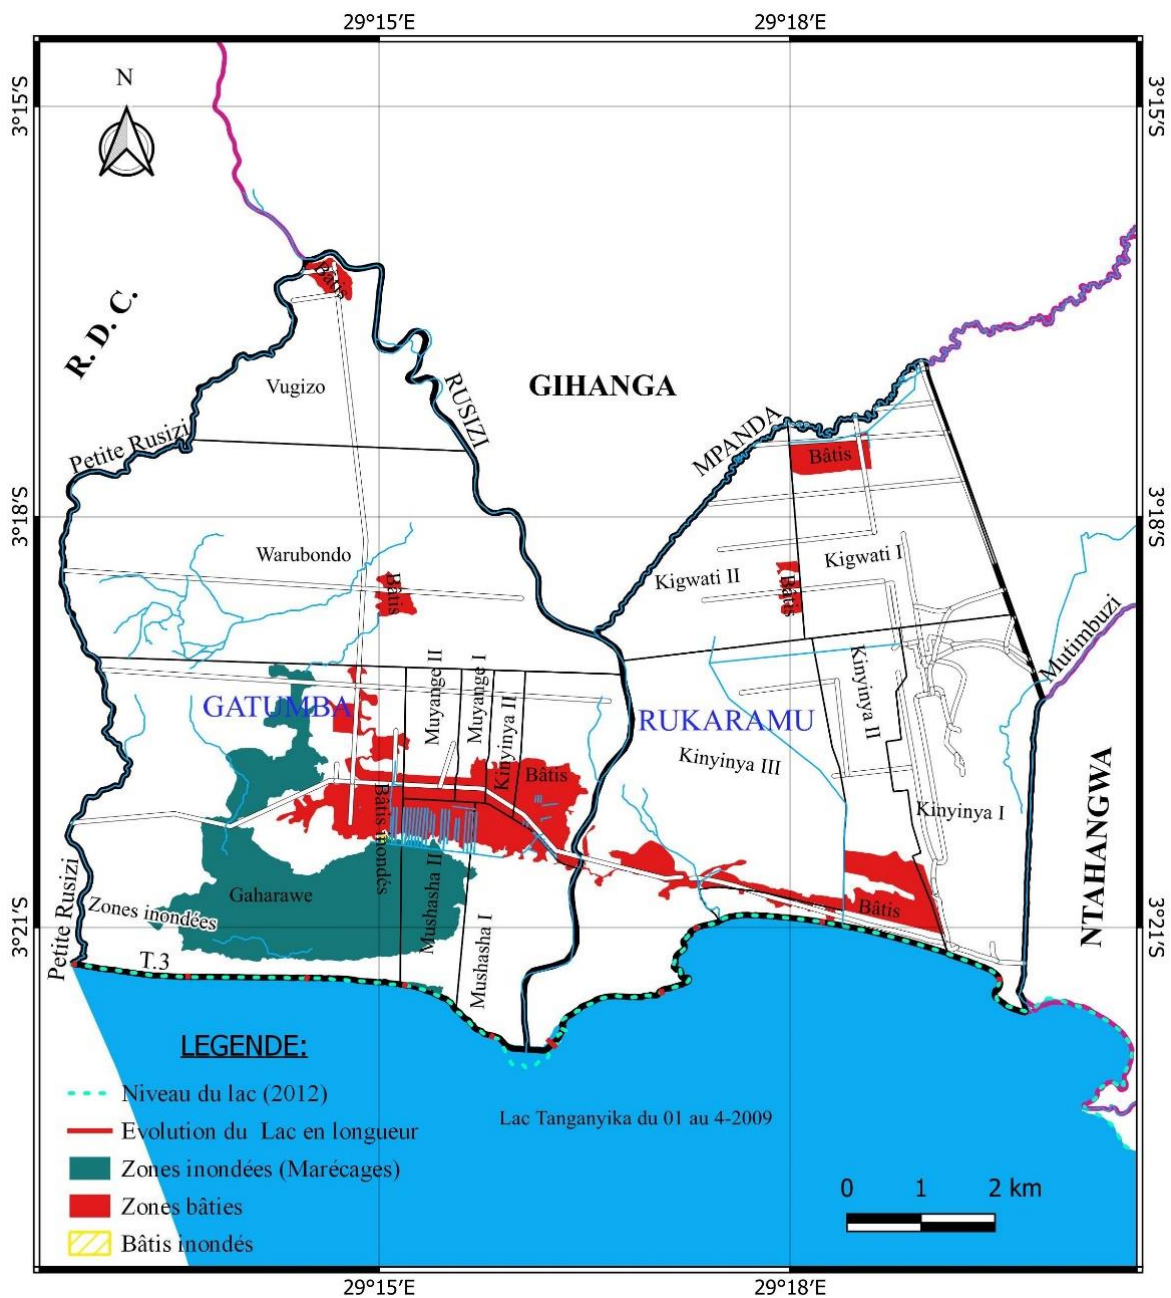 29°15′E
29°18′E
3°15′S
3°15′S
N
R. D. C.
Bâtis
GIHANGA
Vugizo
RUSIZI
Petite Rusizi
MPANDA
Bâtis
3°18′S
3°18′S
Warubondo
Bâtis
Kigwati II
Bâtis
Kigwati I
Mutimbuzi
GATUMBA
Muyange II
Muyange I
Kinyinya II
RUKARAMU
Kinyinya II
Kinyinya III
Bâtis
Kinyinya I
NTAHANGWA
Bâtis inondés
Gaharawe
Mushasha II
Mushasha I
Bâtis
Zones inondées
Petite Rusizi
T.3
3°21′S
3°21′S
LEGENDE:
Niveau du lac (2012)
Evolution du Lac en longueur
Zones inondées (Marécages)
Zones bâties
Bâtis inondés
Lac Tanganyika du 01 au 4-2009
0 1 2 km
29°15′E
29°18′E